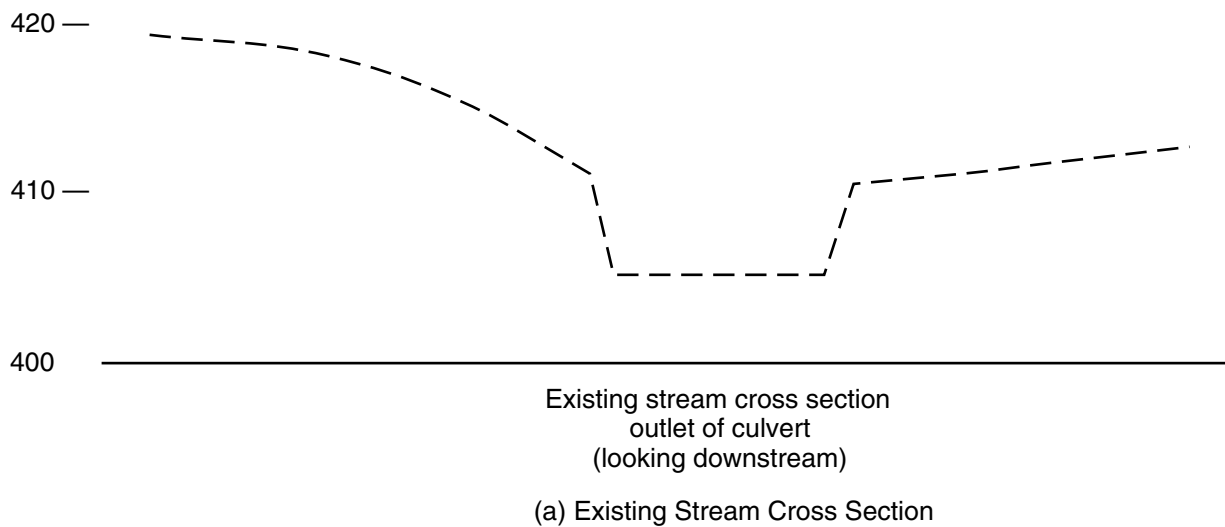 420
410
400
Existing stream cross section
outlet of culvert
(looking downstream)
(a) Existing Stream Cross Section